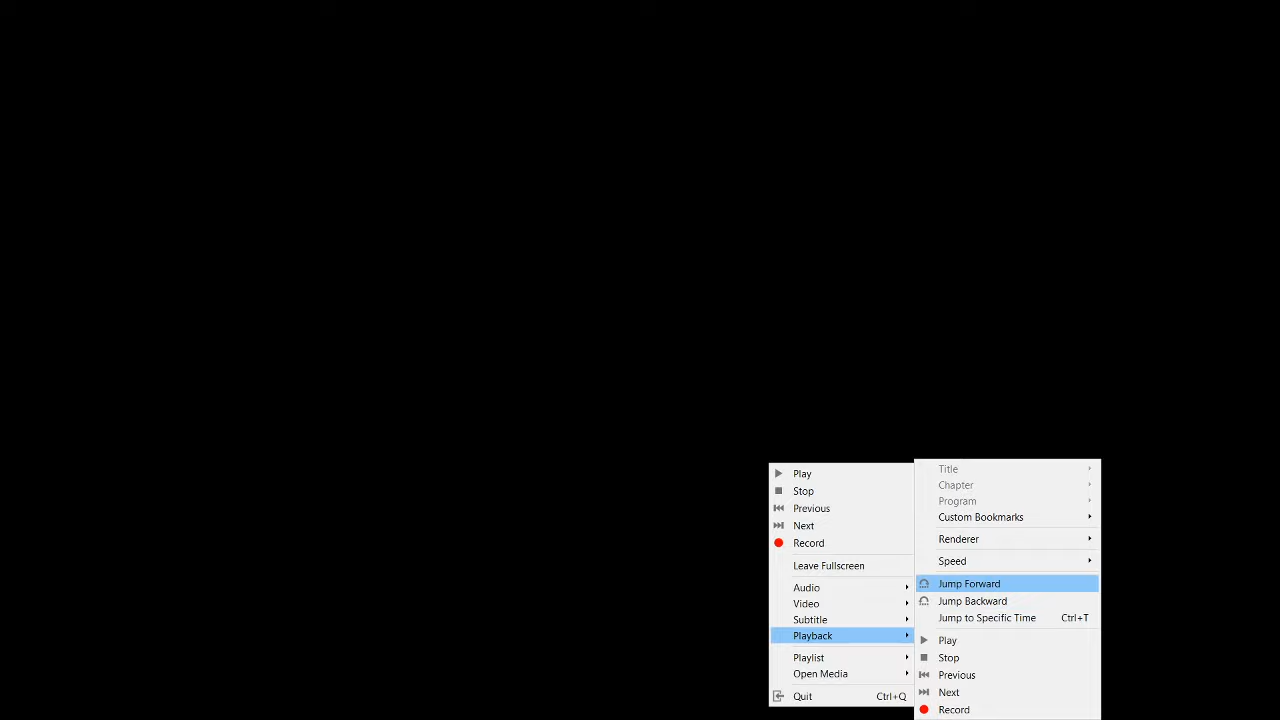 Play
Stop
Previous
Next
Record
Leave Fullscreen
Audio
Video
Subtitle
Playback
Playlist
Open Media
Quit Ctrl+Q
Title
Chapter
Program
Custom Bookmarks
Renderer
Speed
Jump Forward
Jump Backward
Jump to Specific Time Ctrl+T
Play
Stop
Previous
Next
Record